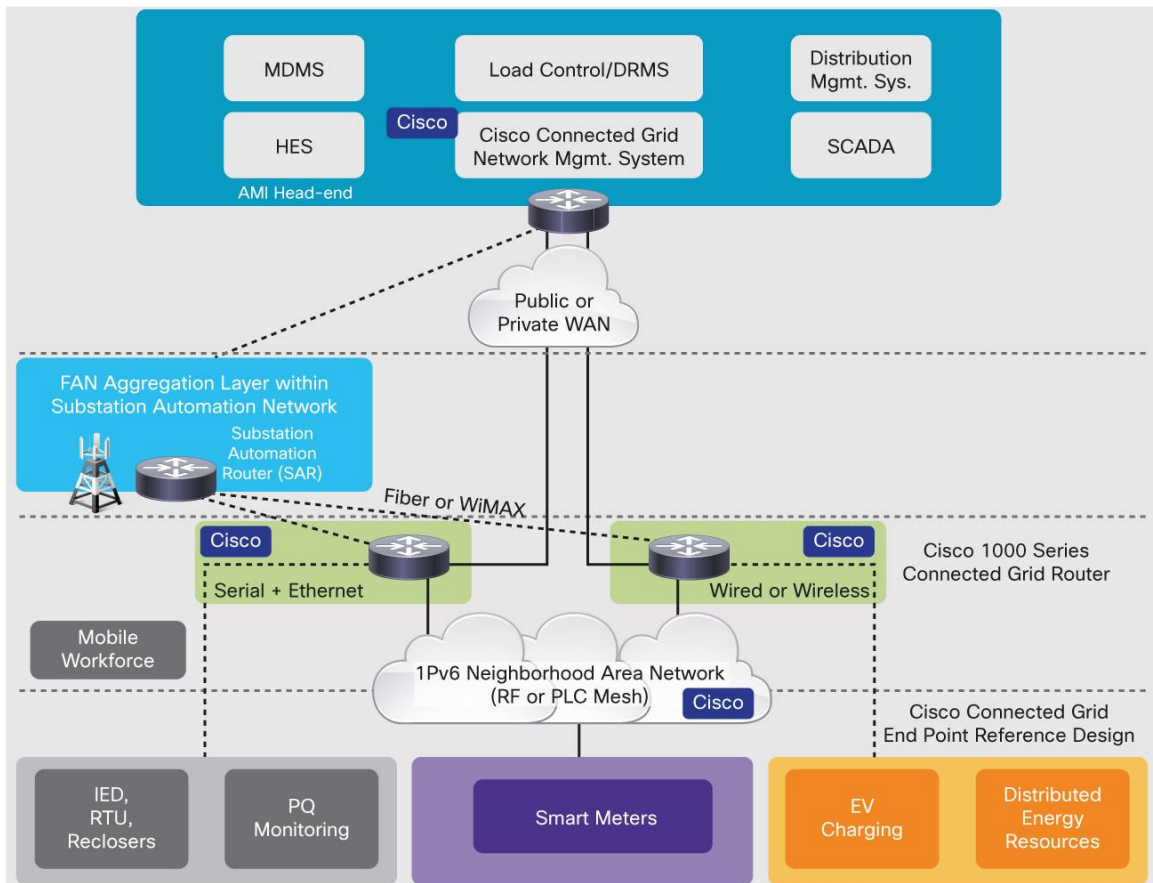 MDMS
Load Control/DRMS
Distribution
Mgmt. Sys.
Cisco
HES
Cisco Connected Grid
Network Mgmt. System
SCADA
AMI Head-end
Public or
Private WAN
FAN Aggregation Layer within
Substation Automation Network
Substation
Automation
Router (SAR)
Fiber or WiMAX
Cisco
Serial + Ethernet
Cisco
Wired or Wireless
Cisco 1000 Series
Connected Grid Router
Mobile
Workforce
1Pv6 Neighborhood Area Network
(RF or PLC Mesh)
Cisco
Cisco Connected Grid
End Point Reference Design
IED,
RTU,
Reclosers
PQ
Monitoring
Smart Meters
EV
Charging
Distributed
Energy
Resources